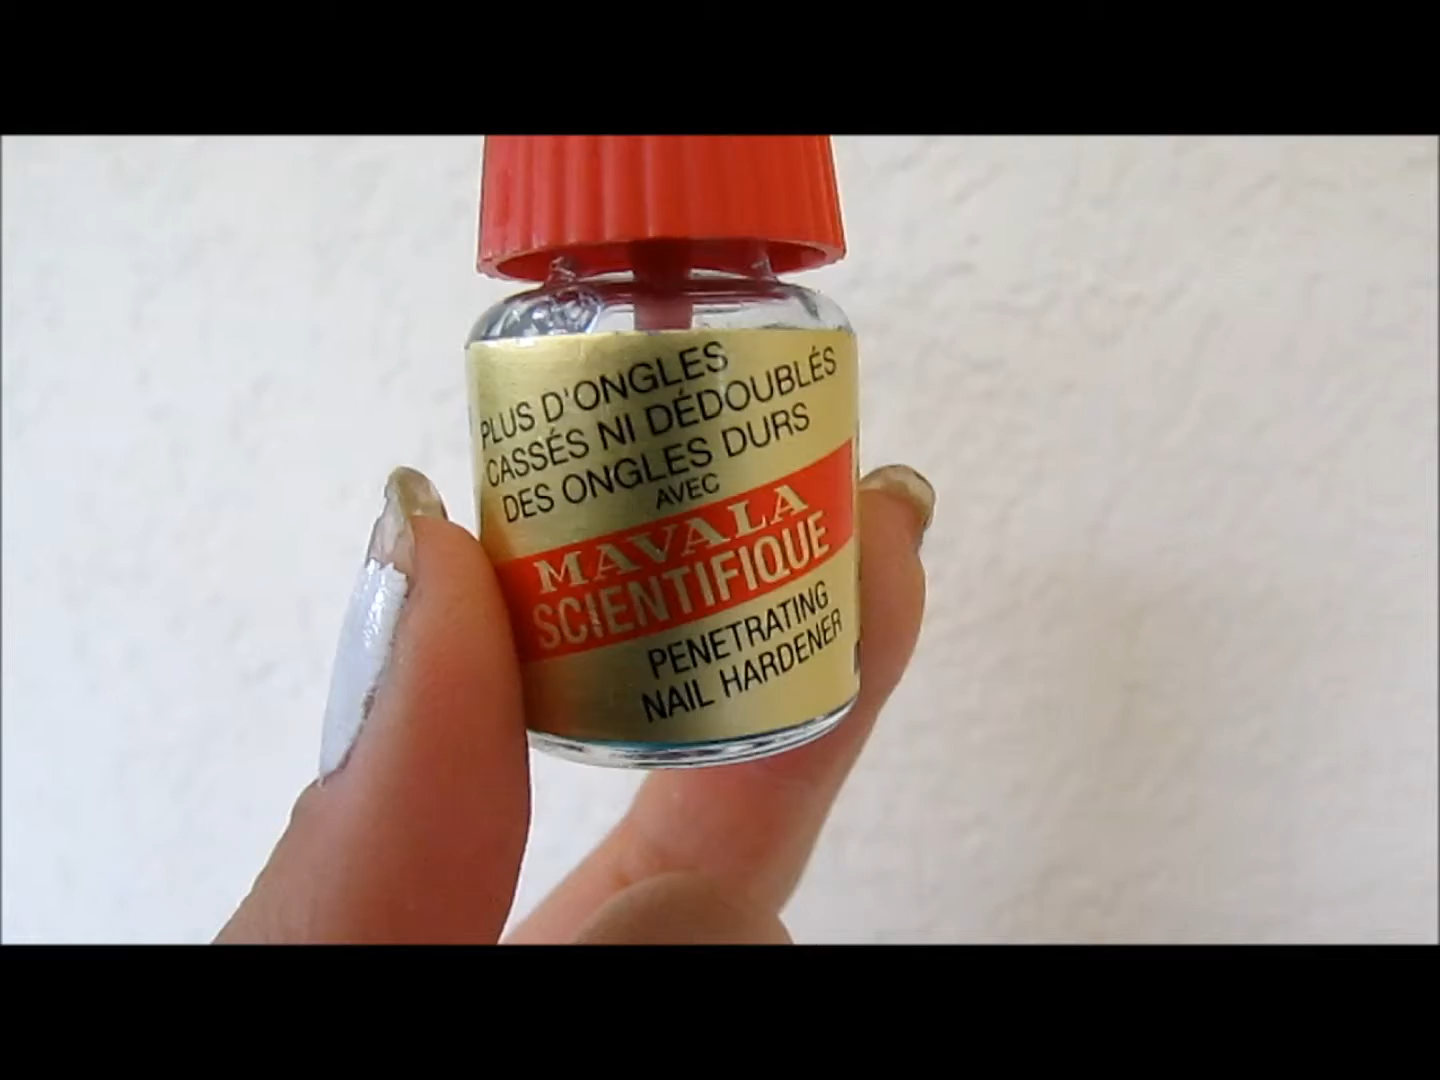 PLUS D'ONGLES
CASSÉS NI DÉDOUBLÉS
DES ONGLES DURS
AVEC
MAVALA
SCIENTIFIQUE
PENETRATING
NAIL HARDENER